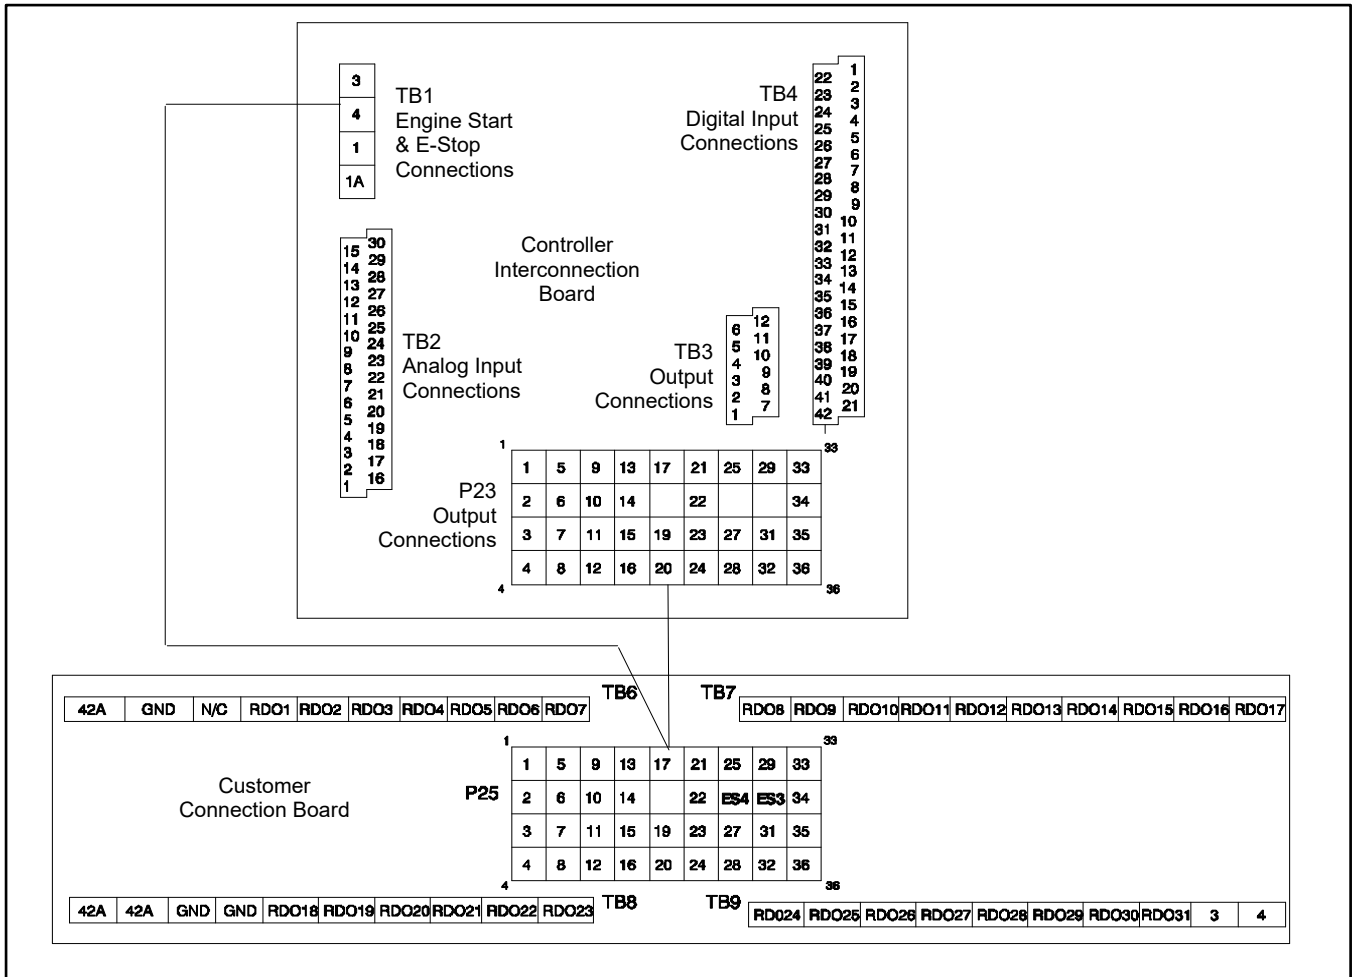 3
4
1
1A
TB1
Engine Start
& E-Stop
Connections
TB4
Digital Input
Connections
22 1
23 2
24 3
25 4
26 5
27 6
28 7
29 8
30 9
31 10
32 11
33 12
34 13
35 14
36 15
37 16
38 17
39 18
40 19
41 20
42 21
15 30
14 29
13 28
12 27
11 26
10 25
9 24
8 23
7 22
6 21
5 20
4 19
3 18
2 17
1 16
TB2
Analog Input
Connections
Controller
Interconnection
Board
TB3
Output
Connections
6 12
5 11
4 10
3 9
2 8
1 7
P23
Output
Connections
1 33
1 5 9 13 17 21 25 29 33
2 6 10 14 22 34
3 7 11 15 19 23 27 31 35
4 8 12 16 20 24 28 32 36
4 36
TB6 TB7
42A GND N/C RDO1 RDO2 RDO3 RDO4 RDO5 RDO6 RDO7
RDO8 RDO9 RDO10 RDO11 RDO12 RDO13 RDO14 RDO15 RDO16 RDO17
Customer
Connection Board
P25
1 33
1 5 9 13 17 21 25 29 33
2 6 10 14 22 ES4 ES3 34
3 7 11 15 19 23 27 31 35
4 8 12 16 20 24 28 32 36
4 36
TB8 TB9
42A 42A GND GND RDO18 RDO19 RDO20 RDO21 RDO22 RDO23
RD024 RDO25 RDO26 RDO27 RDO28 RDO29 RDO30 RDO31 3 4